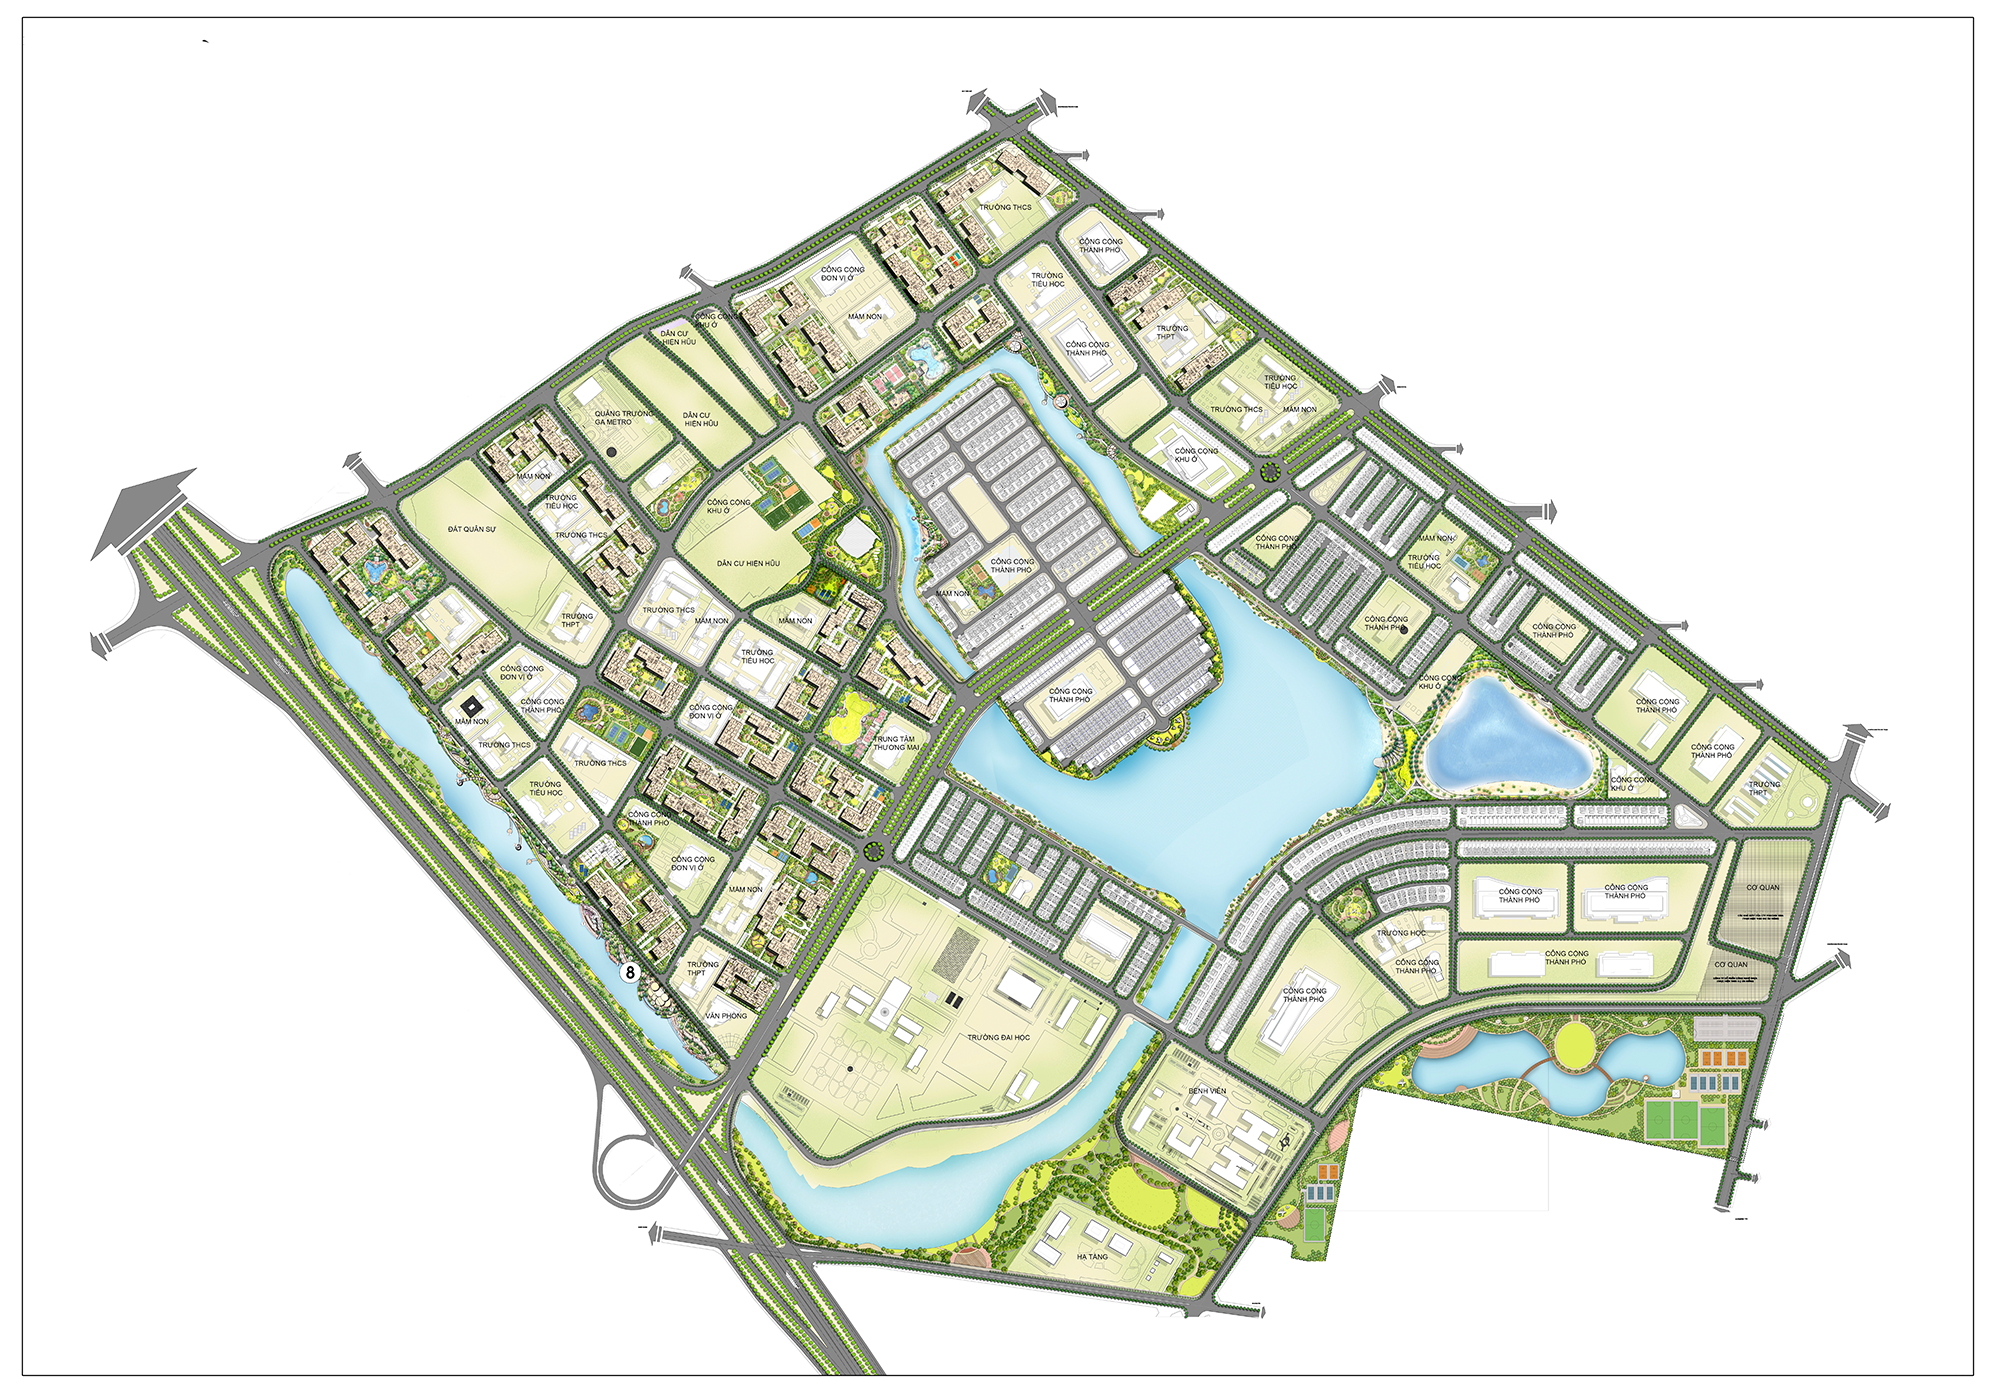 TRƯỜNG THCS
CÔNG CỘNG
THÀNH PHỐ
CÔNG CỘNG
ĐƠN VỊ Ở
TRƯỜNG
TIỂU HỌC
MẦM NON
CÔNG CỘNG
KHU Ở
DÂN CƯ
HIỆN HỮU
TRƯỜNG
THPT
CÔNG CỘNG
THÀNH PHỐ
TRƯỜNG
TIỂU HỌC
TRƯỜNG THCS
MẦM NON
QUẢNG TRƯỜNG
GA METRO
DÂN CƯ
HIỆN HỮU
CÔNG CỘNG
KHU Ở
MẦM NON
TRƯỜNG
TIỂU HỌC
CÔNG CỘNG
KHU Ở
ĐẤT QUÂN SỰ
TRƯỜNG THCS
DÂN CƯ HIỆN HỮU
CÔNG CỘNG
THÀNH PHỐ
MẦM NON
CÔNG CỘNG
THÀNH PHỐ
MẦM NON
TRƯỜNG
TIỂU HỌC
TRƯỜNG
THPT
TRƯỜNG THCS
MẦM NON
MẦM NON
CÔNG CỘNG
THÀNH PHỐ
CÔNG CỘNG
THÀNH PHỐ
TRƯỜNG
TIỂU HỌC
CÔNG CỘNG
ĐƠN VỊ Ở
CÔNG CỘNG
THÀNH PHỐ
CÔNG CỘNG
THÀNH PHỐ
CÔNG CỘNG
KHU Ở
CÔNG CỘNG
ĐƠN VỊ Ở
MẦM NON
TRƯỜNG THCS
TRUNG TÂM
THƯƠNG MẠI
CÔNG CỘNG
THÀNH PHỐ
CÔNG CỘNG
THÀNH PHỐ
TRƯỜNG THCS
TRƯỜNG
TIỂU HỌC
CÔNG CỘNG
KHU Ở
TRƯỜNG
THPT
CÔNG CỘNG
THÀNH PHỐ
CÔNG CỘNG
ĐƠN VỊ Ở
MẦM NON
CÔNG CỘNG
THÀNH PHỐ
CÔNG CỘNG
THÀNH PHỐ
CƠ QUAN
TRƯỜNG HỌC
CÔNG CỘNG
THÀNH PHỐ
CÔNG CỘNG
THÀNH PHỐ
CƠ QUAN
8
TRƯỜNG
THPT
VĂN PHÒNG
CÔNG CỘNG
THÀNH PHỐ
TRƯỜNG ĐẠI HỌC
BỆNH VIỆN
HẠ TẦNG